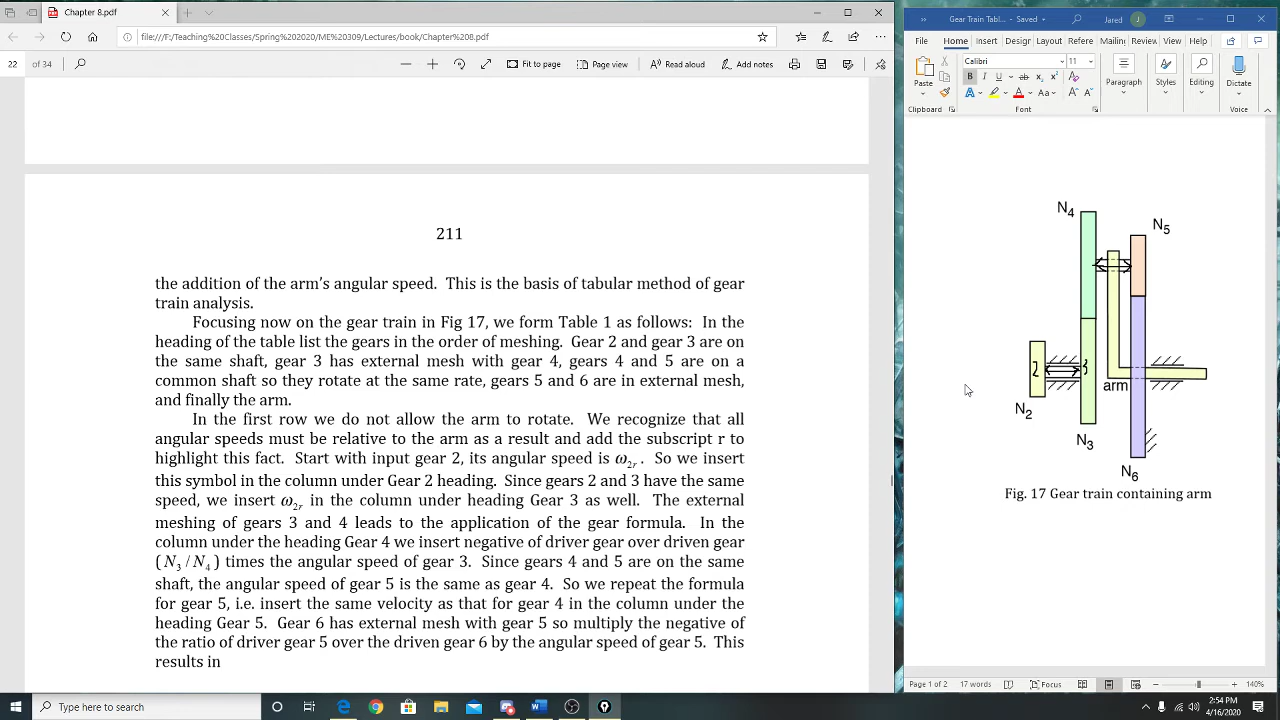 Chapter 8.pdf
file:///F:/Teaching%20Classes/Spring%202020/ME%20309/Lectures/book/Chapter%208.pdf
22 of 34
Fit to page
Page view
Read aloud
Add notes
211
the addition of the arm's angular speed. This is the basis of tabular method of gear
train analysis.
Focusing now on the gear train in Fig 17, we form Table 1 as follows: In the
heading of the table list the gears in the order of meshing. Gear 2 and gear 3 are on
the same shaft, gear 3 has external mesh with gear 4, gears 4 and 5 are on a
common shaft so they rotate at the same rate, gears 5 and 6 are in external mesh,
and finally the arm.
In the first row we do not allow the arm to rotate. We recognize that all
angular speeds must be relative to the arm as a result and add the subscript r to
highlight this fact. Start with input gear 2, its angular speed is ω2r. So we insert
this symbol in the column under Gear 2 heading. Since gears 2 and 3 have the same
speed, we insert ω2r in the column under heading Gear 3 as well. The external
meshing of gears 3 and 4 leads to the application of the gear formula. In the
column under the heading Gear 4 we insert negative of driver gear over driven gear
(N3/N4) times the angular speed of gear 3. Since gears 4 and 5 are on the same
shaft, the angular speed of gear 5 is the same as gear 4. So we repeat the formula
for gear 5, i.e. insert the same velocity as that for gear 4 in the column under the
heading Gear 5. Gear 6 has external mesh with gear 5 so multiply the negative of
the ratio of driver gear 5 over the driven gear 6 by the angular speed of gear 5. This
results in
Gear Train Tabl... - Saved
Jared J
File Home Insert Design Layout Refere Mailing Review View Help
Calibri 11
B I U ab x2 x2
Paste
A A Aa A A
Paragraph
Styles
Editing
Dictate
Clipboard
Font
Voice
N4
N5
2
3
arm
N2
N3
N6
Fig. 17 Gear train containing arm
Page 1 of 2 17 words Focus 140%
Type here to search
2:54 PM
4/16/2020